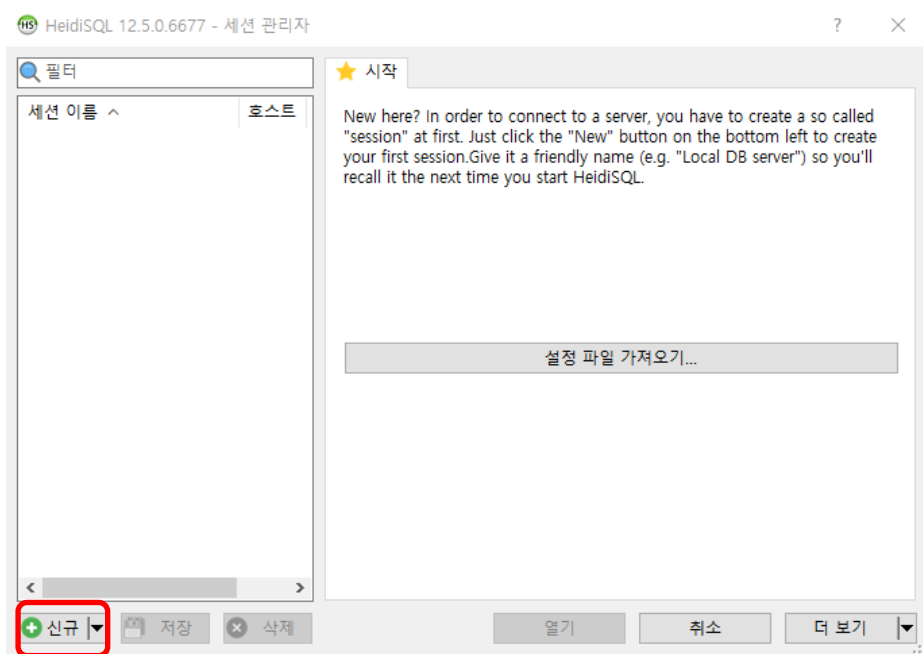 HeidiSQL 12.5.0.6677 - 세션 관리자
필터
세션 이름 호스트
시작
New here? In order to connect to a server, you have to create a so called
"session" at first. Just click the "New" button on the bottom left to create
your first session.Give it a friendly name (e.g. "Local DB server") so you'll
recall it the next time you start HeidiSQL.
설정 파일 가져오기...
신규 저장 삭제 열기 취소 더 보기